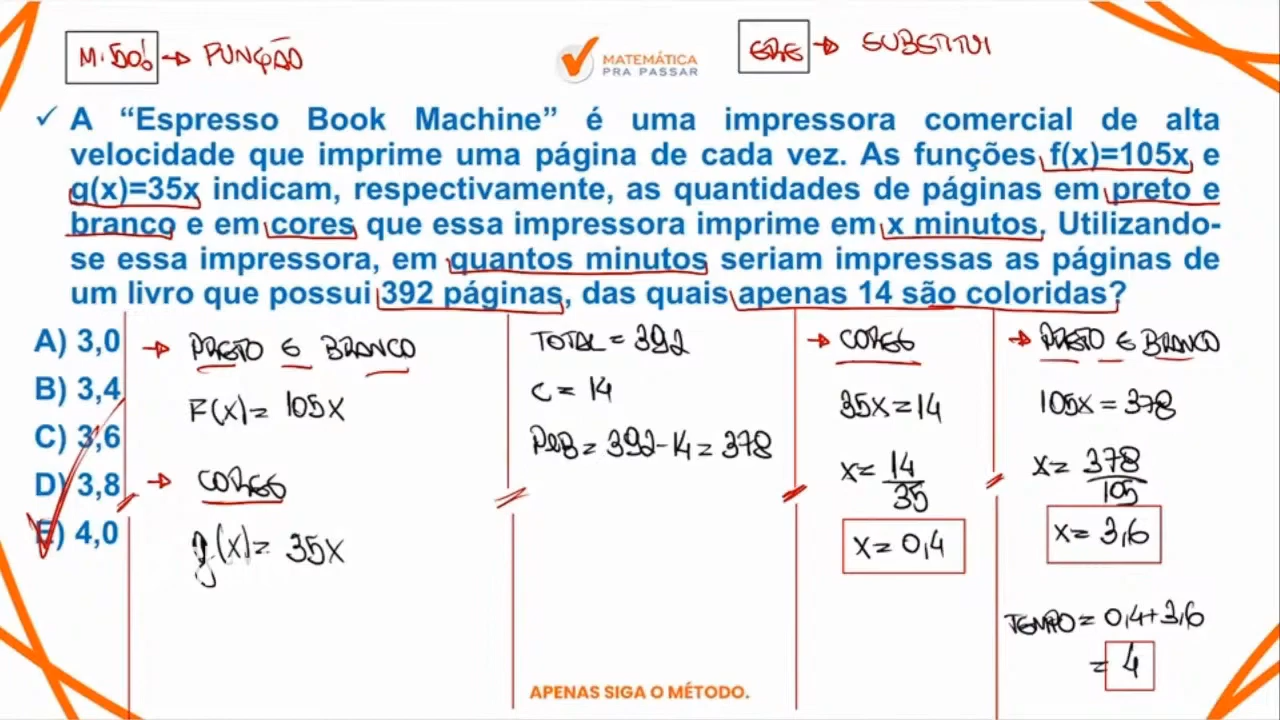 M.50! → FUNÇÃO
MATEMÁTICA
PRA PASSAR
→ SUBSTITUI
✓ A “Espresso Book Machine” é uma impressora comercial de alta
velocidade que imprime uma página de cada vez. As funções f(x)=105x e
g(x)=35x indicam, respectivamente, as quantidades de páginas em preto e
branco e em cores que essa impressora imprime em x minutos. Utilizando-
se essa impressora, em quantos minutos seriam impressas as páginas de
um livro que possui 392 páginas, das quais apenas 14 são coloridas?
A) 3,0
B) 3,4
C) 3,6
D) 3,8
E) 4,0
→ PRETO E BRANCO
F(x)= 105x
→ CORES
g(x)= 35x
TOTAL = 392
C = 14
PeB = 392-14 = 378
→ CORES
35x = 14
x= 14
35
x= 0,4
→ PRETO E BRANCO
105x = 378
x= 378
105
x= 3,6
TEMPO = 0,4+3,6
= 4
APENAS SIGA O MÉTODO.